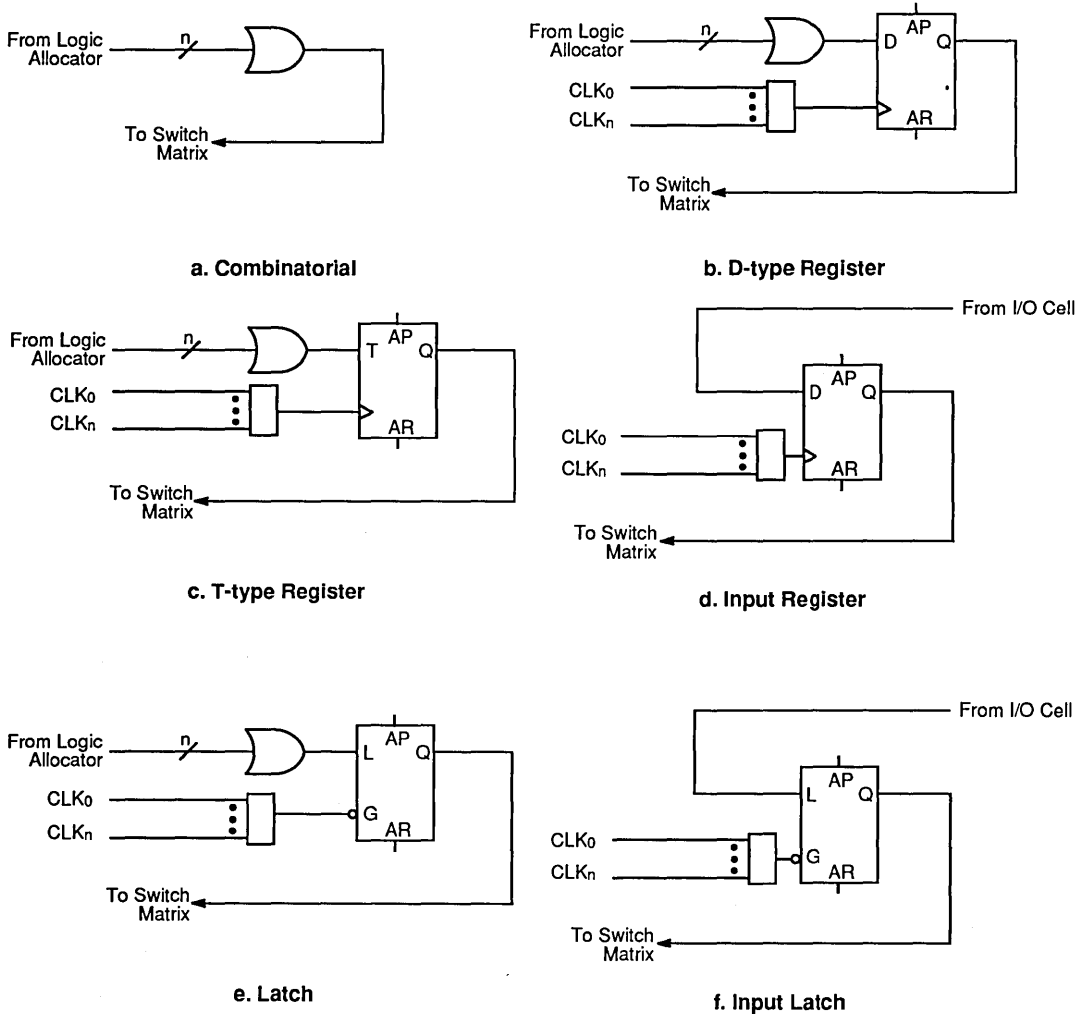 From Logic
Allocator
n
To Switch
Matrix
a. Combinatorial
From Logic
Allocator
n
CLK0
CLKn
D
AP
Q
AR
To Switch
Matrix
b. D-type Register
From Logic
Allocator
n
CLK0
CLKn
T
AP
Q
AR
To Switch
Matrix
c. T-type Register
From I/O Cell
D
AP
Q
AR
CLK0
CLKn
To Switch
Matrix
d. Input Register
From Logic
Allocator
n
CLK0
CLKn
L
AP
Q
G
AR
To Switch
Matrix
e. Latch
From I/O Cell
L
AP
Q
G
AR
CLK0
CLKn
To Switch
Matrix
f. Input Latch